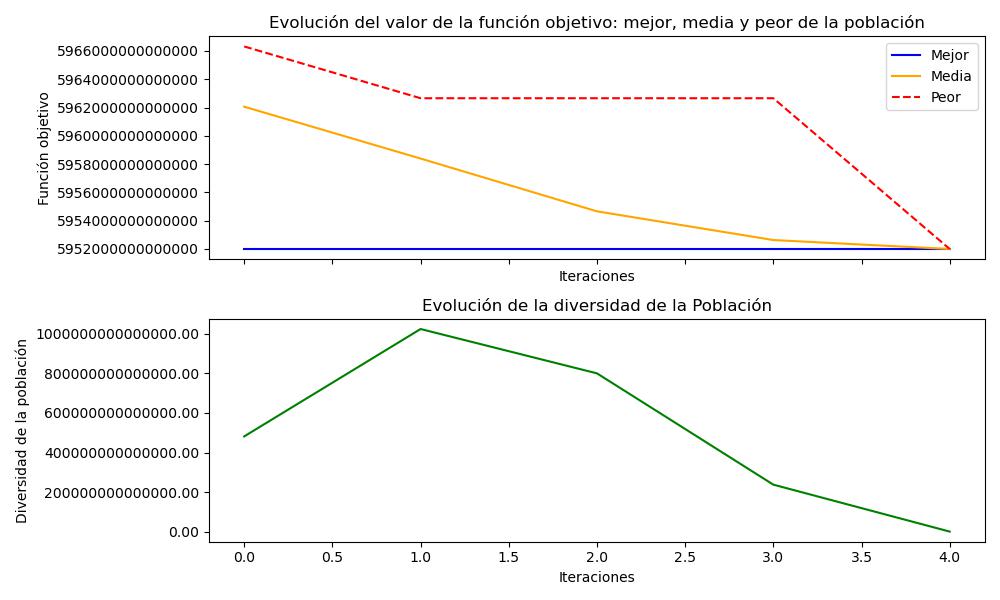 Evolución del valor de la función objetivo: mejor, media y peor de la población
5966000000000000
5964000000000000
5962000000000000
5960000000000000
5958000000000000
5956000000000000
5954000000000000
5952000000000000
Función objetivo
Mejor
Media
Peor
Iteraciones
Evolución de la diversidad de la Población
1000000000000000.00
800000000000000.00
600000000000000.00
400000000000000.00
200000000000000.00
0.00
Diversidad de la población
0.0 0.5 1.0 1.5 2.0 2.5 3.0 3.5 4.0
Iteraciones